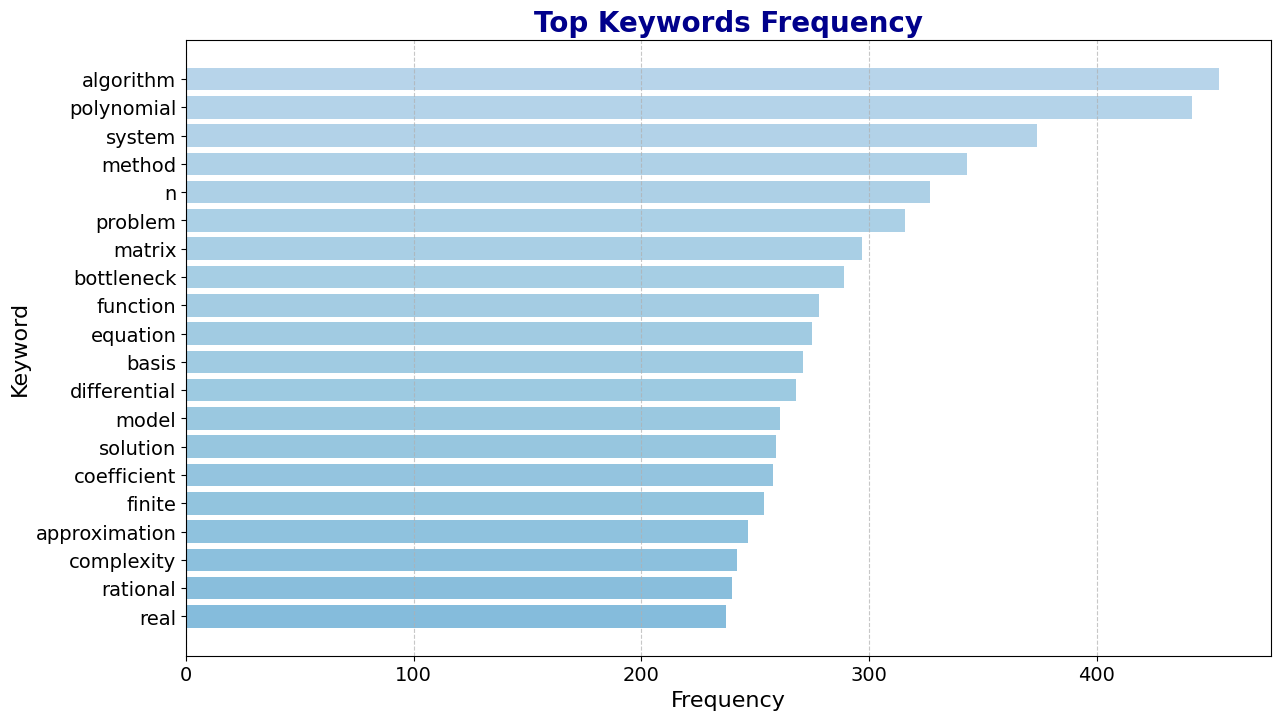 Top Keywords Frequency
algorithm
polynomial
system
method
n
problem
matrix
bottleneck
function
equation
basis
differential
model
solution
coefficient
finite
approximation
complexity
rational
real
Keyword
0 100 200 300 400
Frequency